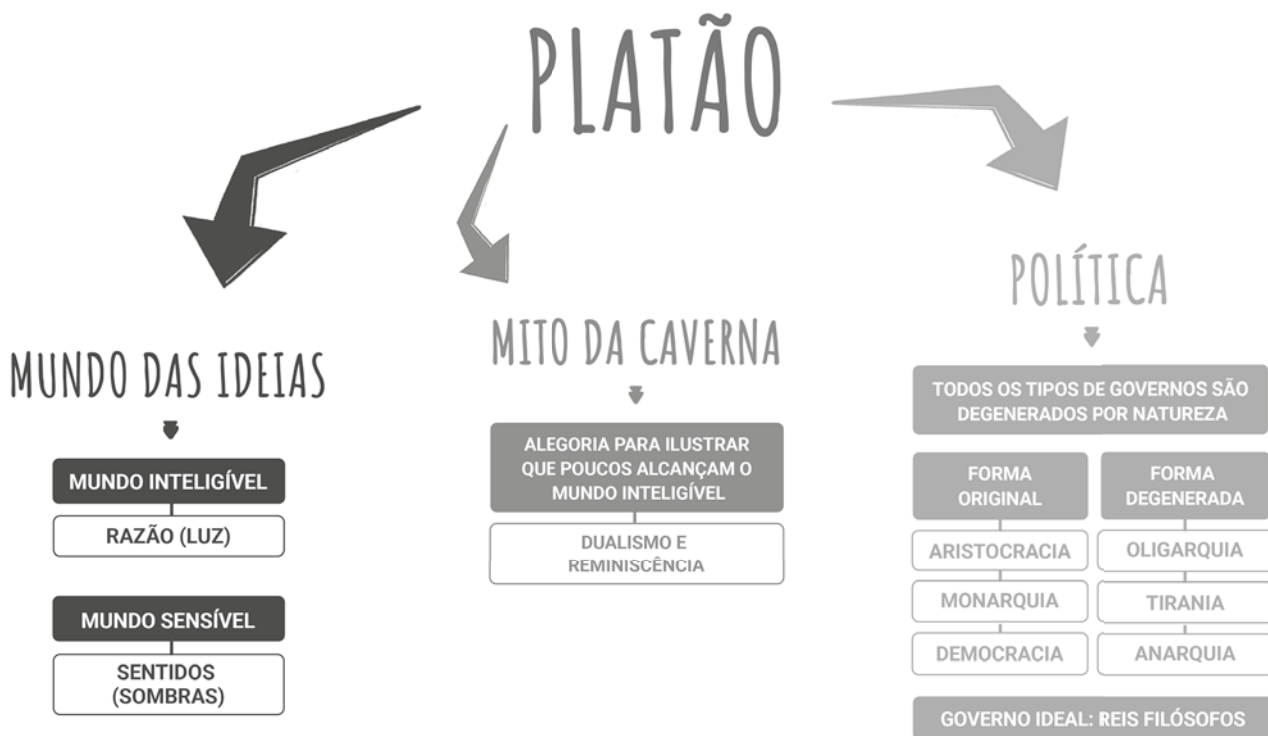 PLATÃO
MUNDO DAS IDEIAS
MUNDO INTELIGÍVEL
RAZÃO (LUZ)
MUNDO SENSÍVEL
SENTIDOS
(SOMBRAS)
MITO DA CAVERNA
ALEGORIA PARA ILUSTRAR
QUE POUCOS ALCANÇAM O
MUNDO INTELIGÍVEL
DUALISMO E
REMINISCÊNCIA
POLÍTICA
TODOS OS TIPOS DE GOVERNOS SÃO
DEGENERADOS POR NATUREZA
FORMA
ORIGINAL
ARISTOCRACIA
MONARQUIA
DEMOCRACIA
FORMA
DEGENERADA
OLIGARQUIA
TIRANIA
ANARQUIA
GOVERNO IDEAL: REIS FILÓSOFOS